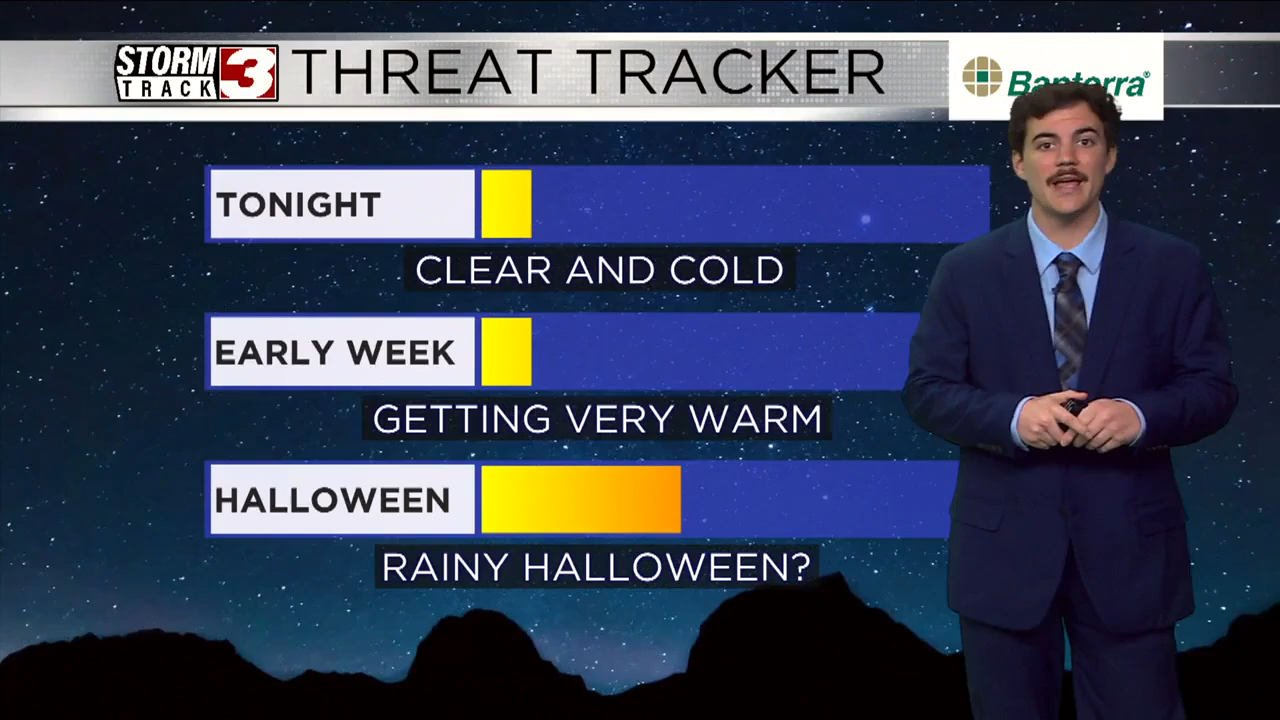 STORM
TRACK 3
THREAT TRACKER
Banterra®
TONIGHT
CLEAR AND COLD
EARLY WEEK
GETTING VERY WARM
HALLOWEEN
RAINY HALLOWEEN?